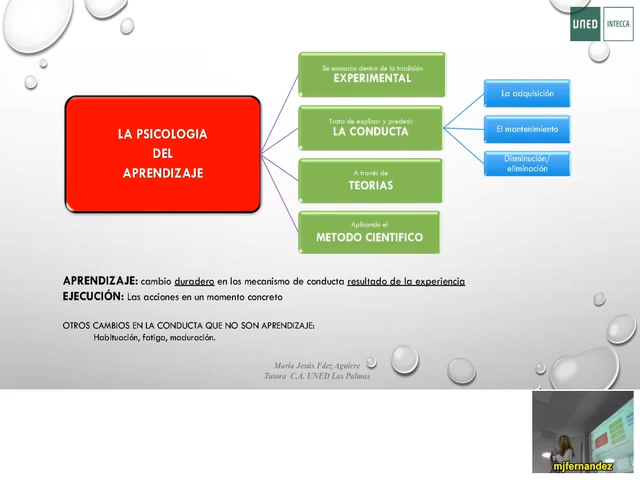 UNED
INTECCA
LA PSICOLOGIA
DEL
APRENDIZAJE
Se enmarca dentro de la tradición
EXPERIMENTAL
Trata de explicar y predecir
LA CONDUCTA
A través de
TEORIAS
Aplicando el
METODO CIENTIFICO
La adquisición
El mantenimiento
Disminución/
eliminación
APRENDIZAJE: cambio duradero en los mecanismo de conducta resultado de la experiencia
EJECUCIÓN: Las acciones en un momento concreto
OTROS CAMBIOS EN LA CONDUCTA QUE NO SON APRENDIZAJE:
Habituación, fatiga, maduración.
María Jesús Fdez Aguirre
Tutora C.A. UNED Las Palmas
mjfernandez